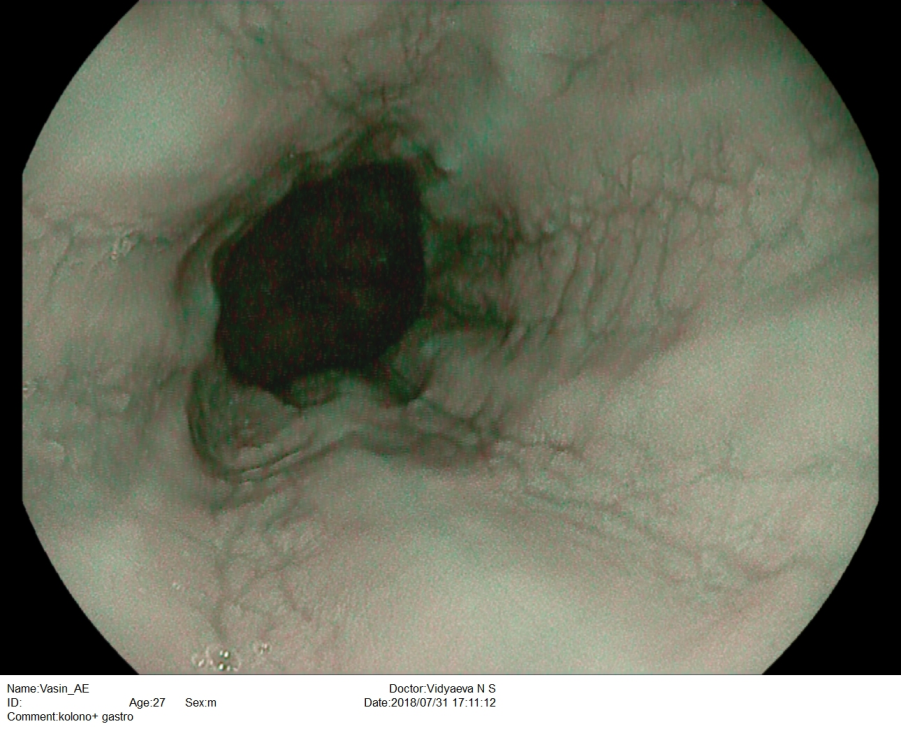 Name:Vasin_AE Doctor:Vidyaeva N S
ID: Age:27 Sex:m Date:2018/07/31 17:11:12
Comment:kolono+ gastro